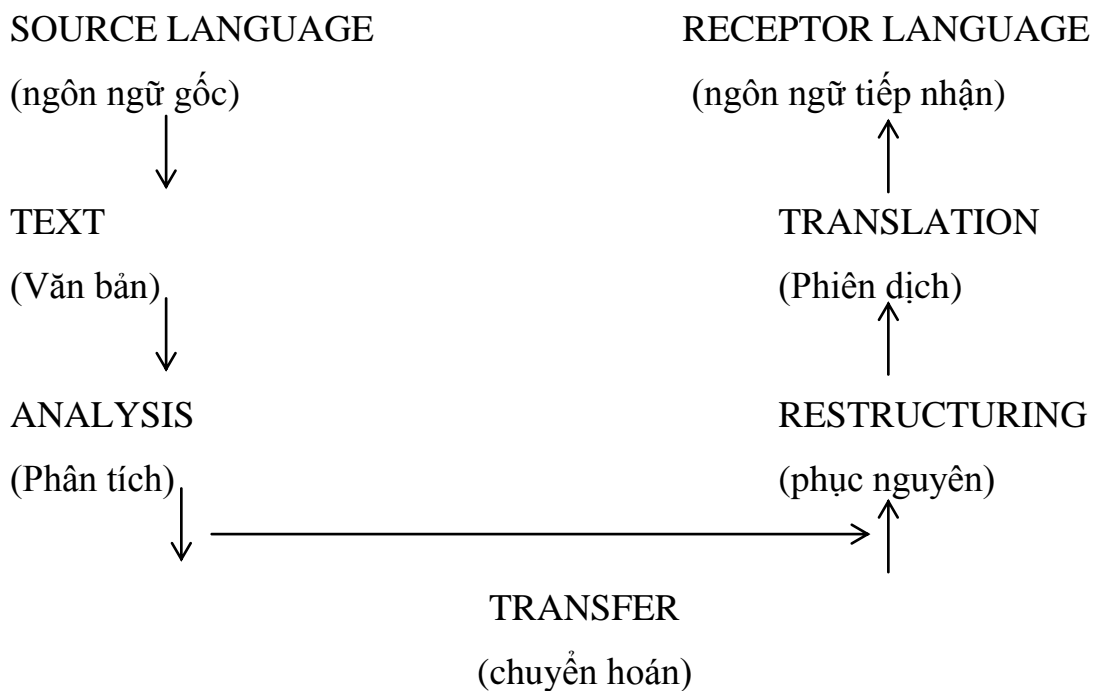 SOURCE LANGUAGE RECEPTOR LANGUAGE
(ngôn ngữ gốc) (ngôn ngữ tiếp nhận)
TEXT TRANSLATION
(Văn bản) (Phiên dịch)
ANALYSIS RESTRUCTURING
(Phân tích) (phục nguyên)
TRANSFER
(chuyển hoán)